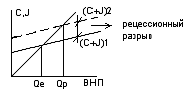 C,J
(C+J)2
рецессионный
разрыв
(C+J)1
Qe Qp ВНП